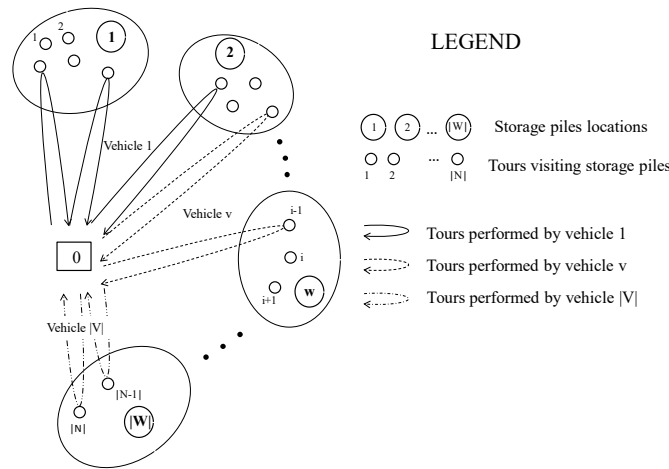 LEGEND
1
2
1
2
Vehicle 1
1 2 ... |W| Storage piles locations
... Tours visiting storage piles
1 2 |N|
Vehicle v
i-1
0
i
Tours performed by vehicle 1
Tours performed by vehicle v
i+1
w
Tours performed by vehicle |V|
Vehicle |V|
|N-1|
|N|
|W|